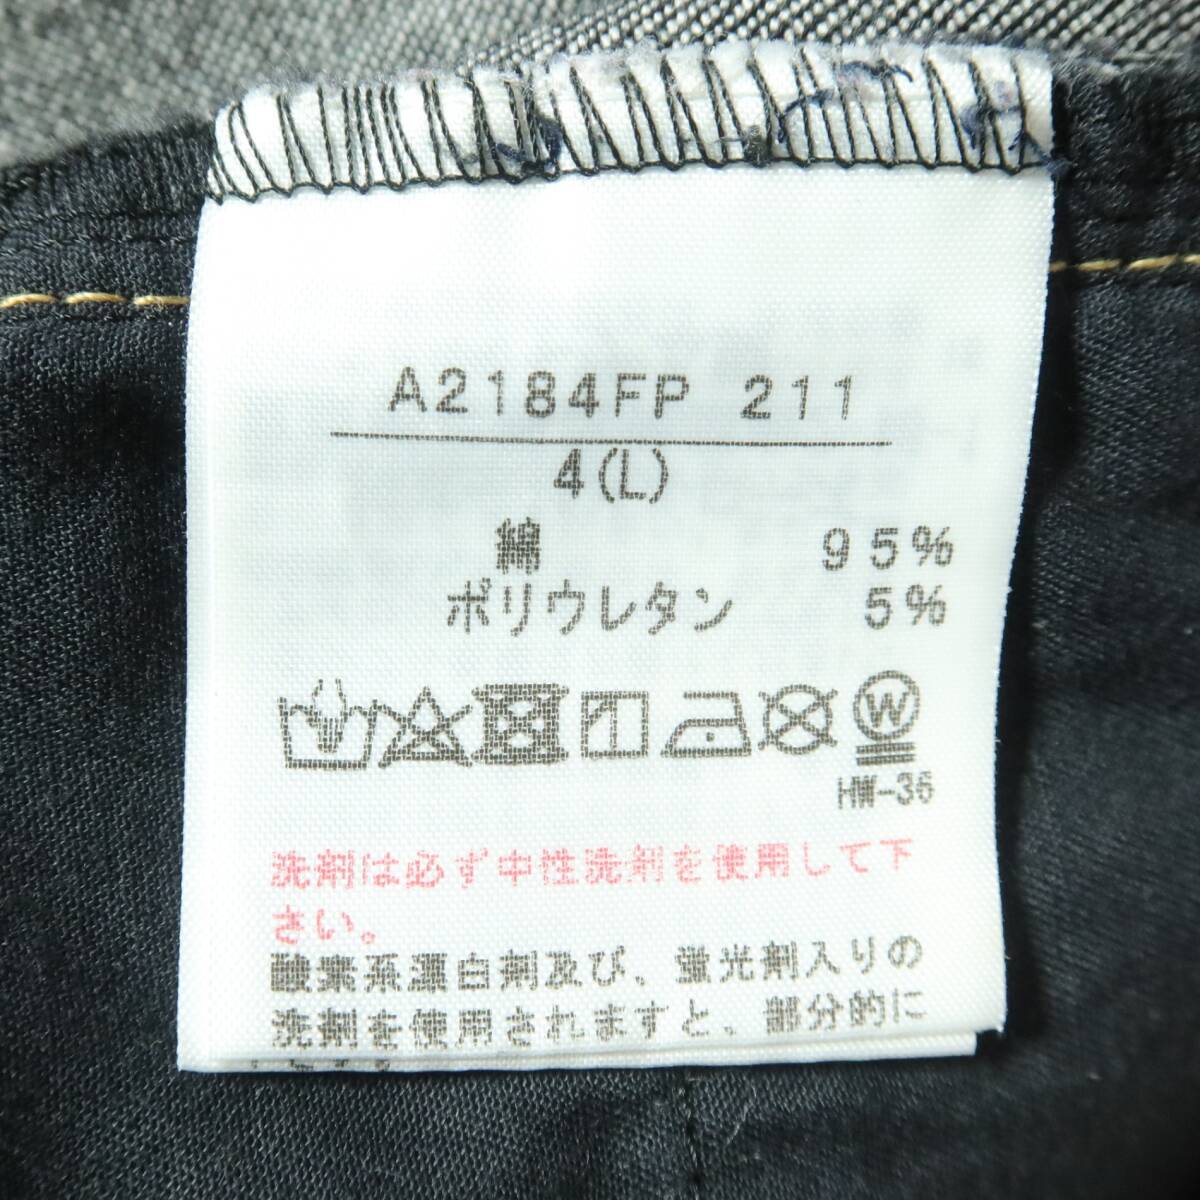 A2184FP 211
4(L)
綿 95%
ポリウレタン 5%
W
HW-36
洗剤は必ず中性洗剤を使用して下
さい。
酸素系漂白剤及び、蛍光剤入りの
洗剤を使用されますと、部分的に